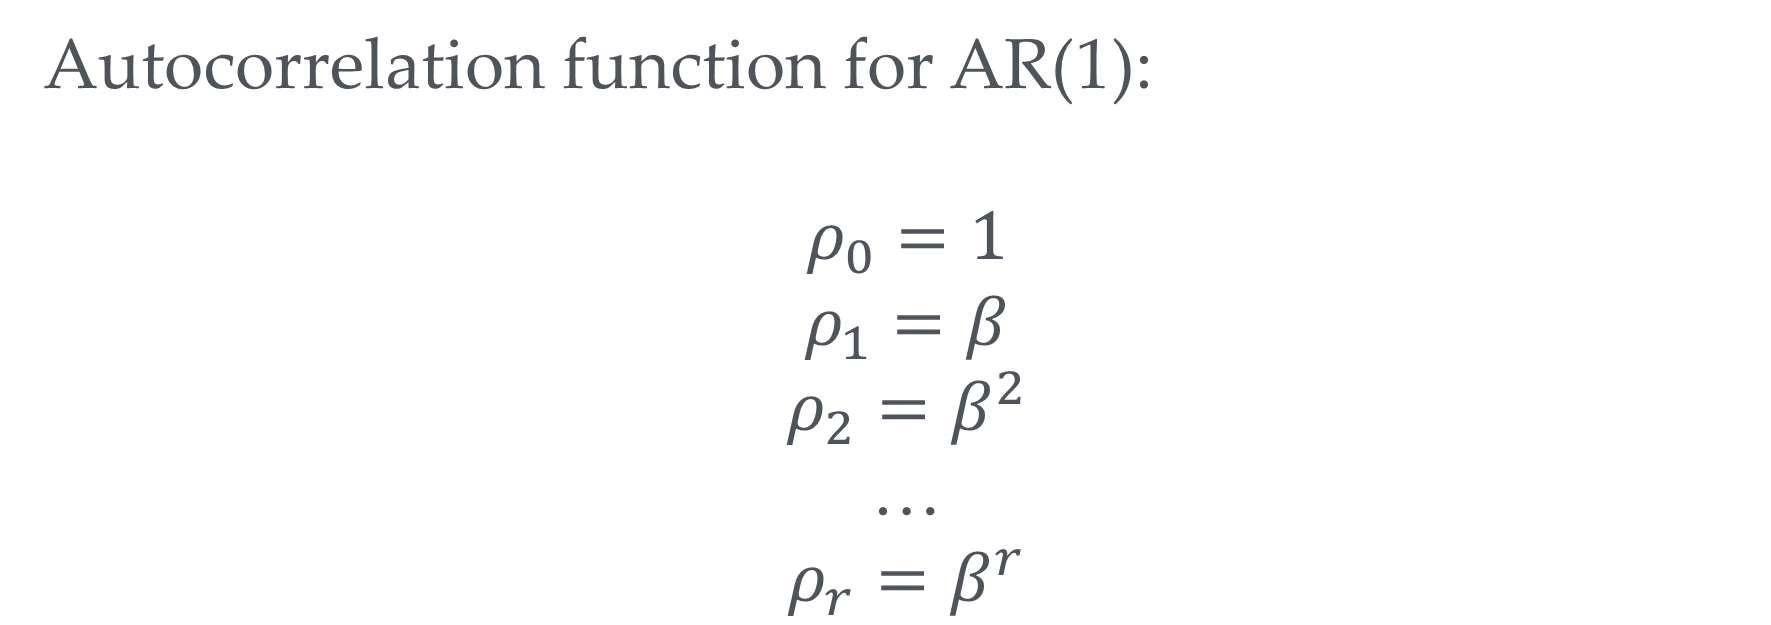 Autocorrelation function for AR(1):
𝜌₀ = 1
𝜌₁ = 𝛽
𝜌₂ = 𝛽²
…
𝜌ᵣ = 𝛽ʳ